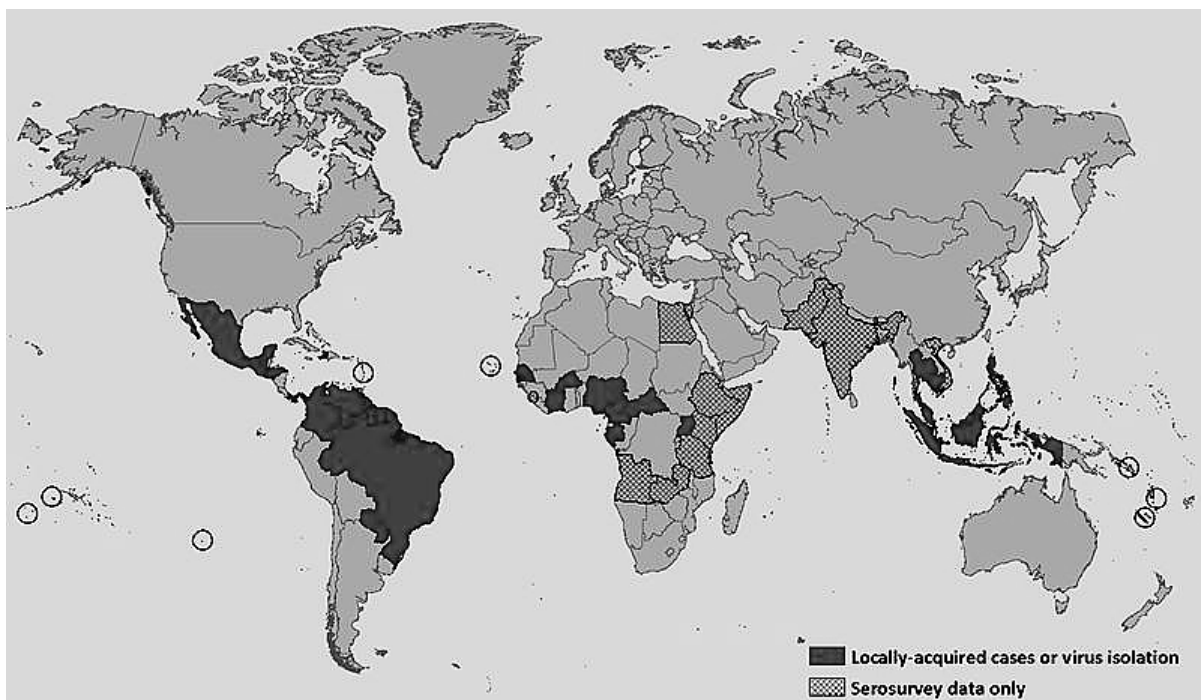 Locally-acquired cases or virus isolation
Serosurvey data only